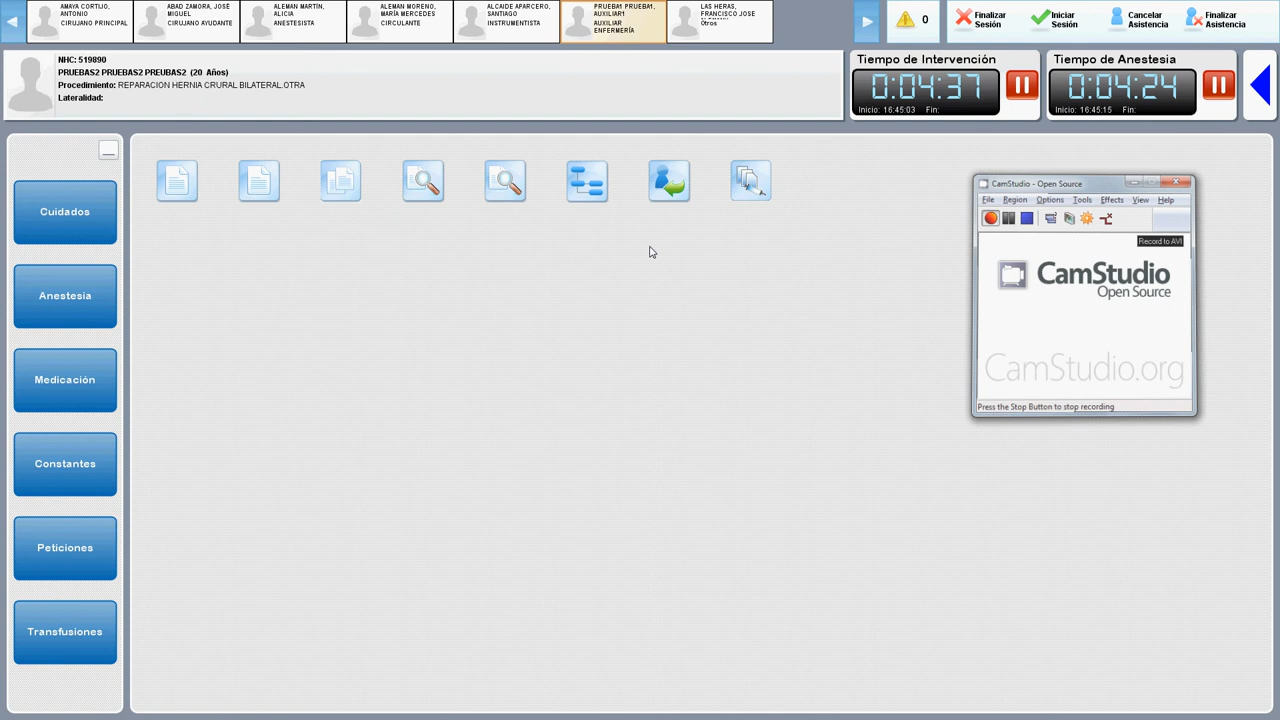 AMAYA CORTIJO,
ANTONIO
CIRUJANO PRINCIPAL
ABAD ZAMORA, JOSÉ
MIGUEL
CIRUJANO AYUDANTE
ALEMAN MARTÍN,
ALICIA
ANESTESISTA
ALEMAN MORENO,
MARÍA MERCEDES
CIRCULANTE
ALCAIDE APARCERO,
SANTIAGO
INSTRUMENTISTA
PRUEBA1 PRUEBA1,
AUXILIAR1
AUXILIAR
ENFERMERÍA
LAS HERAS,
FRANCISCO JOSE
Otros
0
Finalizar
Sesión
Iniciar
Sesión
Cancelar
Asistencia
Finalizar
Asistencia
NHC: 519890
PRUEBAS2 PRUEBAS2 PREUBAS2 (20 Años)
Procedimiento: REPARACION HERNIA CRURAL BILATERAL.OTRA
Lateralidad:
Tiempo de Intervención
0:04:37
Inicio: 16:45:03 Fin:
Tiempo de Anestesia
0:04:24
Inicio: 16:45:15 Fin:
Cuidados
Anestesia
Medicación
Constantes
Peticiones
Transfusiones
CamStudio - Open Source
File Region Options Tools Effects View Help
Record to AVI
CamStudio
Open Source
CamStudio.org
Press the Stop Button to stop recording